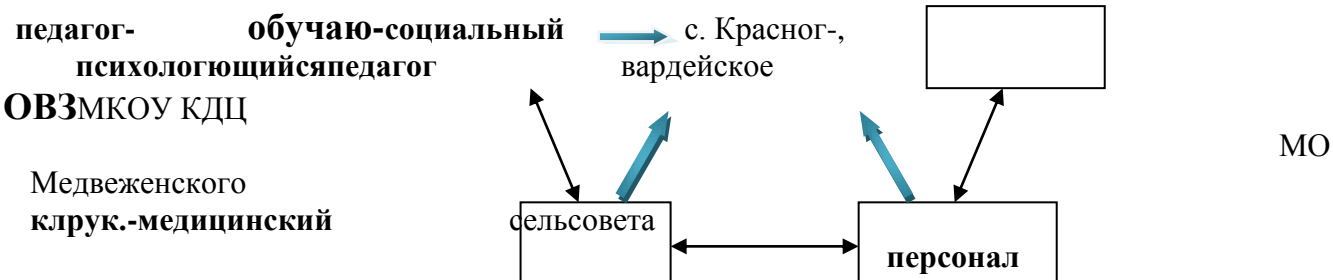 педагог- обучаю-социальный с. Красног-,
психологющийсяпедагог вардейское
ОВЗМКОУ КДЦ
МО
Медвеженского
клрук.-медицинский сельсовета
персонал